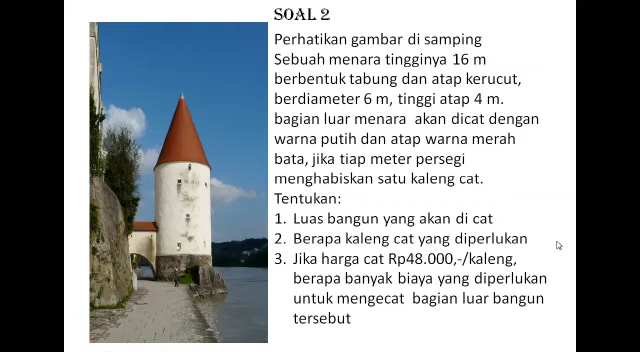 SOAL 2
Perhatikan gambar di samping
Sebuah menara tingginya 16 m
berbentuk tabung dan atap kerucut,
berdiameter 6 m, tinggi atap 4 m.
bagian luar menara akan dicat dengan
warna putih dan atap warna merah
bata, jika tiap meter persegi
menghabiskan satu kaleng cat.
Tentukan:
1. Luas bangun yang akan di cat
2. Berapa kaleng cat yang diperlukan
3. Jika harga cat Rp48.000,-/kaleng,
berapa banyak biaya yang diperlukan
untuk mengecat bagian luar bangun
tersebut